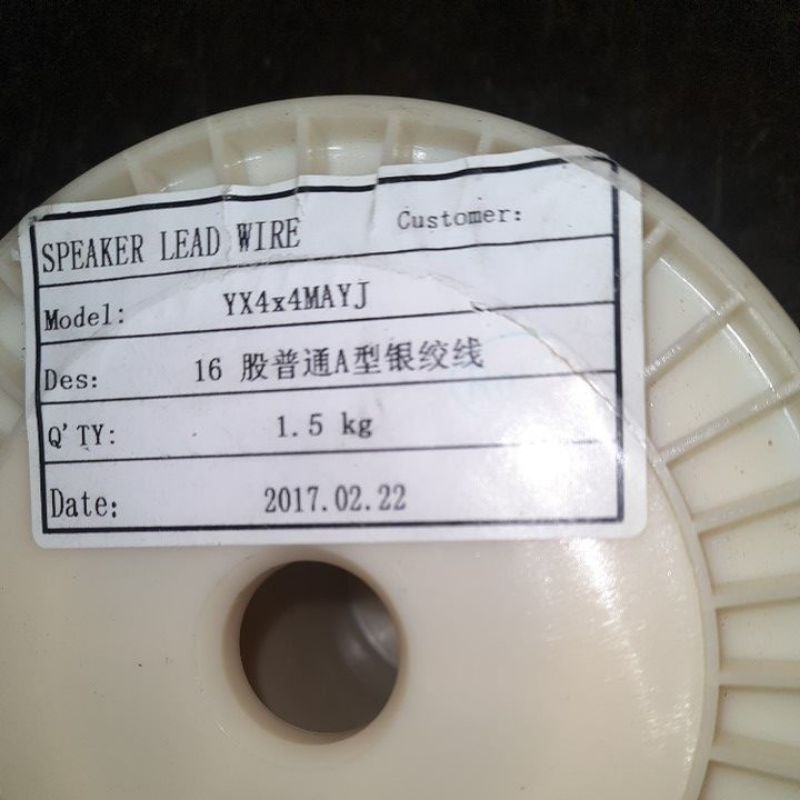 SPEAKER LEAD WIRE Customer:
Model: YX4x4MAYJ
Des: 16 股普通A型银绞线
Q'TY: 1.5 kg
Date: 2017.02.22